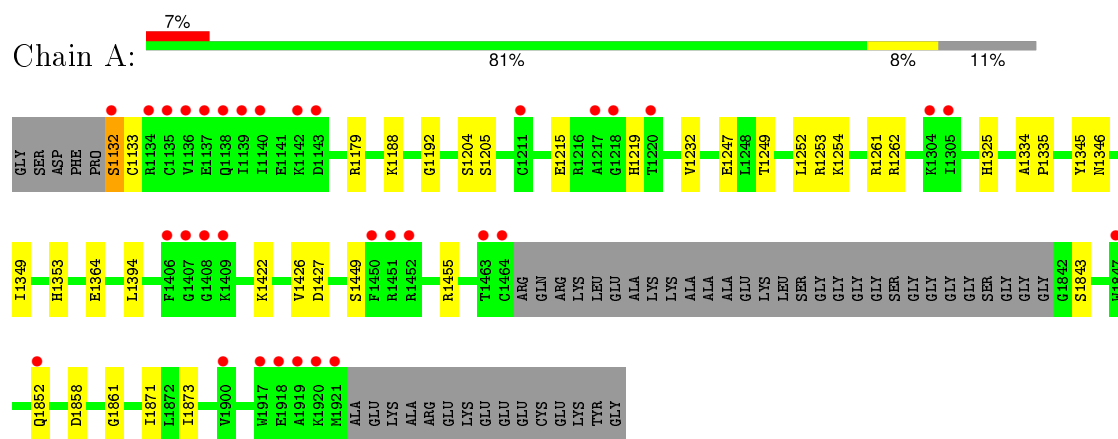 7%
Chain A:
81% 8% 11%
GLY SER ASP PHE PRO S1132 C1133 R1134 C1135 V1136 E1137 Q1138 I1139 I1140 E1141 K1142 D1143 R1179 K1188 G1192 S1204 S1205 C1211 E1215 R1216 A1217 G1218 H1219 T1220 V1232 E1247 L1248 T1249 L1252 R1253 K1254 R1261 R1262 K1304 I1305 H1325 A1334 P1335 Y1345 N1346
I1349 H1353 E1364 L1394 F1406 G1407 G1408 K1409 K1422 V1426 D1427 S1449 F1450 R1451 R1452 R1455 T1463 C1464 ARG GLN ARG LYS LEU GLU ALA LYS LYS ALA ALA ALA GLU LYS LEU SER GLY GLY GLY GLY SER GLY GLY GLY GLY SER GLY GLY GLY G1842 S1843 W1847
Q1852 D1858 G1861 I1871 L1872 I1873 V1900 W1917 E1918 A1919 K1920 M1921 ALA GLU LYS ALA ARG GLU LYS GLU GLU GLU CYS GLU LYS TYR GLY